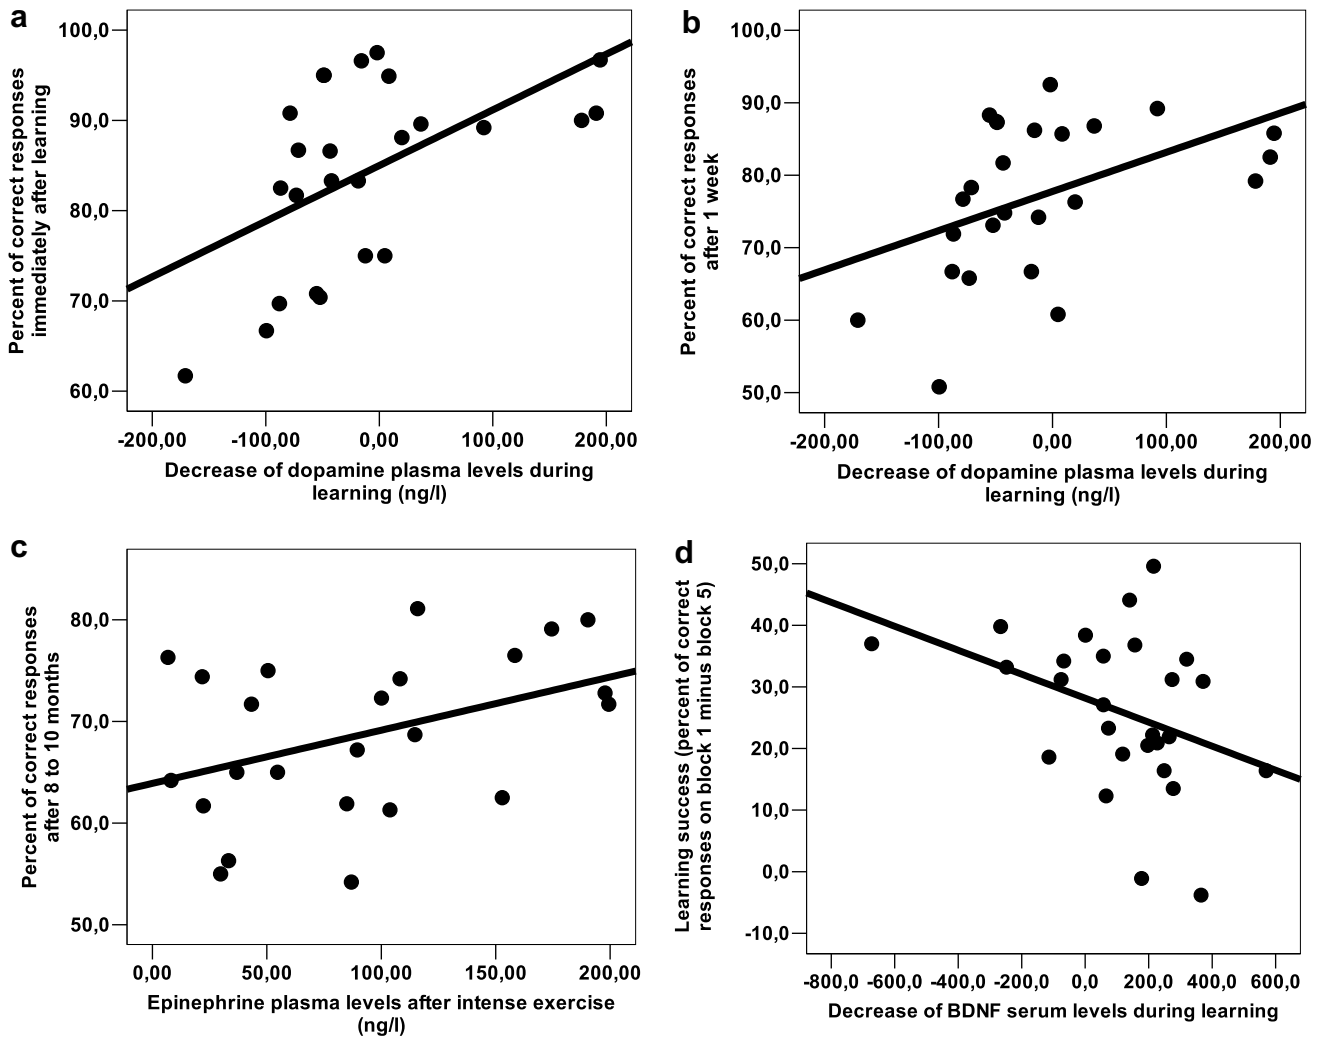 a
100,0
90,0
80,0
70,0
60,0
Percent of correct responses
immediately after learning
-200,00 -100,00 0,00 100,00 200,00
Decrease of dopamine plasma levels during
learning (ng/l)
b
100,0
90,0
80,0
70,0
60,0
50,0
Percent of correct responses
after 1 week
-200,00 -100,00 0,00 100,00 200,00
Decrease of dopamine plasma levels during
learning (ng/l)
c
80,0
70,0
60,0
50,0
Percent of correct responses
after 8 to 10 months
0,00 50,00 100,00 150,00 200,00
Epinephrine plasma levels after intense exercise
(ng/l)
d
50,0
40,0
30,0
20,0
10,0
0,0
-10,0
Learning success (percent of correct
responses on block 1 minus block 5)
-800,0 -600,0 -400,0 -200,0 0,0 200,0 400,0 600,0
Decrease of BDNF serum levels during learning